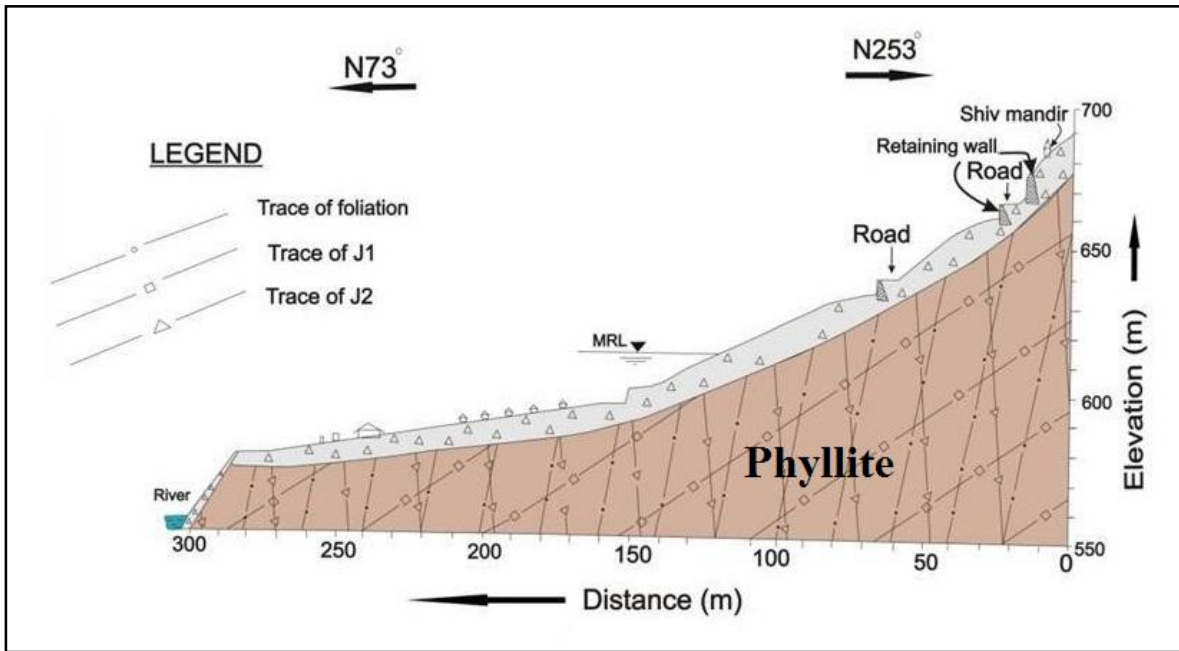 N73°
N253°
LEGEND
Trace of foliation
Trace of J1
Trace of J2
Shiv mandir
Retaining wall
Road
Road
MRL
Phyllite
River
700
650
600
550
Elevation (m)
300
250
200
150
100
50
0
Distance (m)